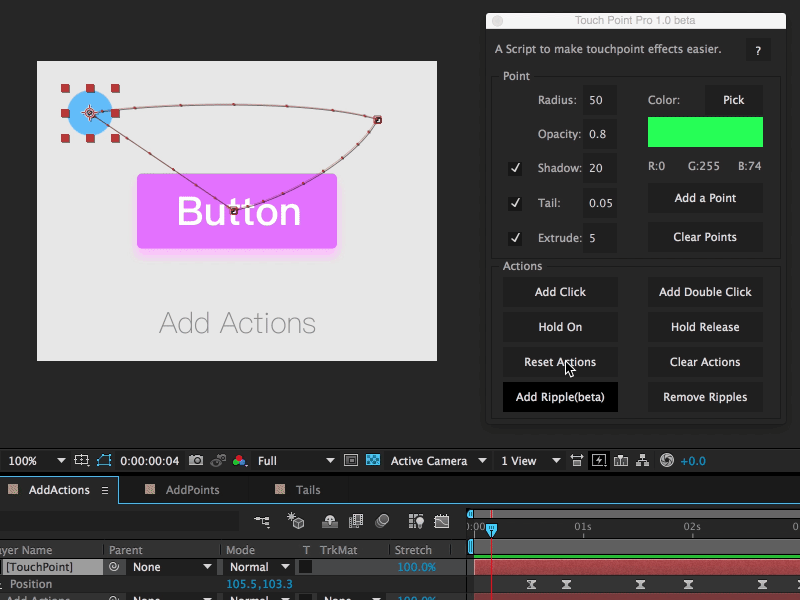 Touch Point Pro 1.0 beta
A Script to make touchpoint effects easier.
?
Point
Radius: 50
Color: Pick
Opacity: 0.8
Shadow: 20
R:0 G:255 B:74
Tail: 0.05
Add a Point
Extrude: 5
Clear Points
Actions
Add Click
Add Double Click
Hold On
Hold Release
Reset Actions
Clear Actions
Add Ripple(beta)
Remove Ripples
Button
Add Actions
100% 0:00:00:04 Full Active Camera 1 View +0.0
AddActions AddPoints Tails
:00 01s 02s 0
ayer Name Parent Mode T TrkMat Stretch
[TouchPoint] None Normal 100.0%
Position 105.5,103.3
Add Actions None Normal None 100.0%